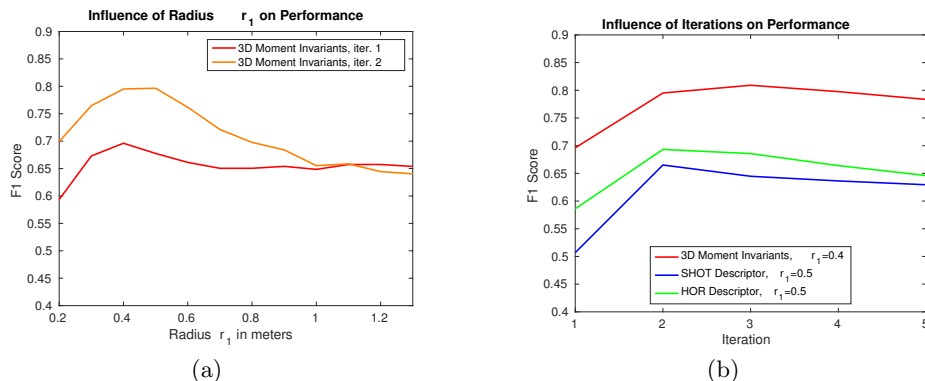 Influence of Radius r1 on Performance
0.9
0.85
0.8
0.75
0.7
0.65
0.6
0.55
0.5
0.45
0.4
F1 Score
3D Moment Invariants, iter. 1
3D Moment Invariants, iter. 2
0.2 0.4 0.6 0.8 1 1.2
Radius r1 in meters
(a)
Influence of Iterations on Performance
0.9
0.85
0.8
0.75
0.7
0.65
0.6
0.55
0.5
0.45
0.4
F1 Score
3D Moment Invariants, r1=0.4
SHOT Descriptor, r1=0.5
HOR Descriptor, r1=0.5
1 2 3 4 5
Iteration
(b)